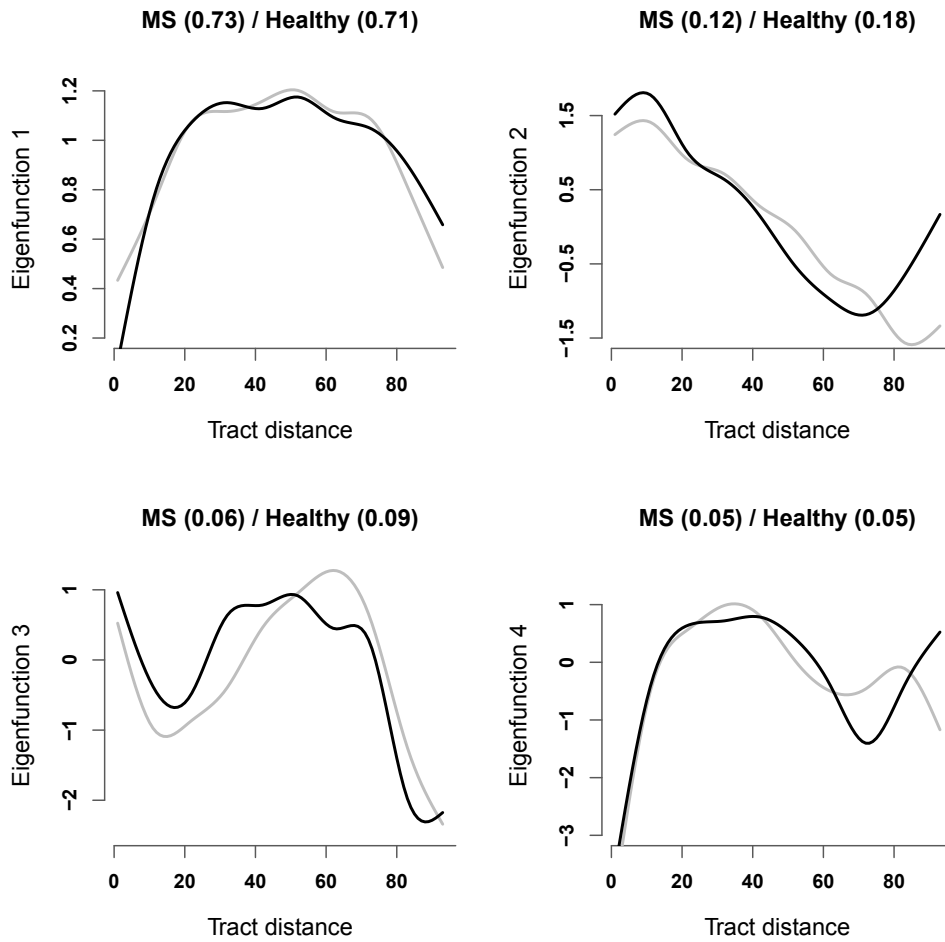 MS (0.73) / Healthy (0.71)
Eigenfunction 1
1.2
1
0.8
0.6
0.4
0.2
0 20 40 60 80
Tract distance
MS (0.12) / Healthy (0.18)
Eigenfunction 2
1.5
0.5
−0.5
−1.5
0 20 40 60 80
Tract distance
MS (0.06) / Healthy (0.09)
Eigenfunction 3
1
0
−1
−2
0 20 40 60 80
Tract distance
MS (0.05) / Healthy (0.05)
Eigenfunction 4
1
0
−1
−2
−3
0 20 40 60 80
Tract distance